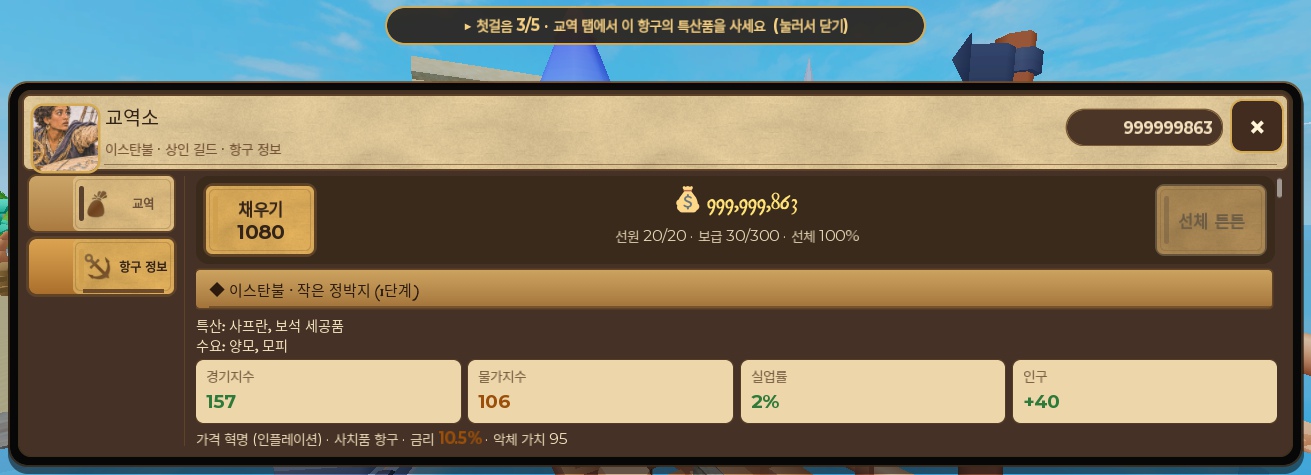 ▸ 첫걸음 3/5 · 교역 탭에서 이 항구의 특산품을 사세요 (눌러서 닫기)
교역소
이스탄불 · 상인 길드 · 항구 정보
999999863
×
교역
항구 정보
채우기
1080
999,999,863
선원 20/20 · 보급 30/300 · 선체 100%
선체 튼튼
◆ 이스탄불 · 작은 정박지 (1단계)
특산: 사프란, 보석 세공품
수요: 양모, 모피
경기지수
157
물가지수
106
실업률
2%
인구
+40
가격 혁명 (인플레이션) · 사치품 항구 · 금리 10.5% · 악체 가치 95